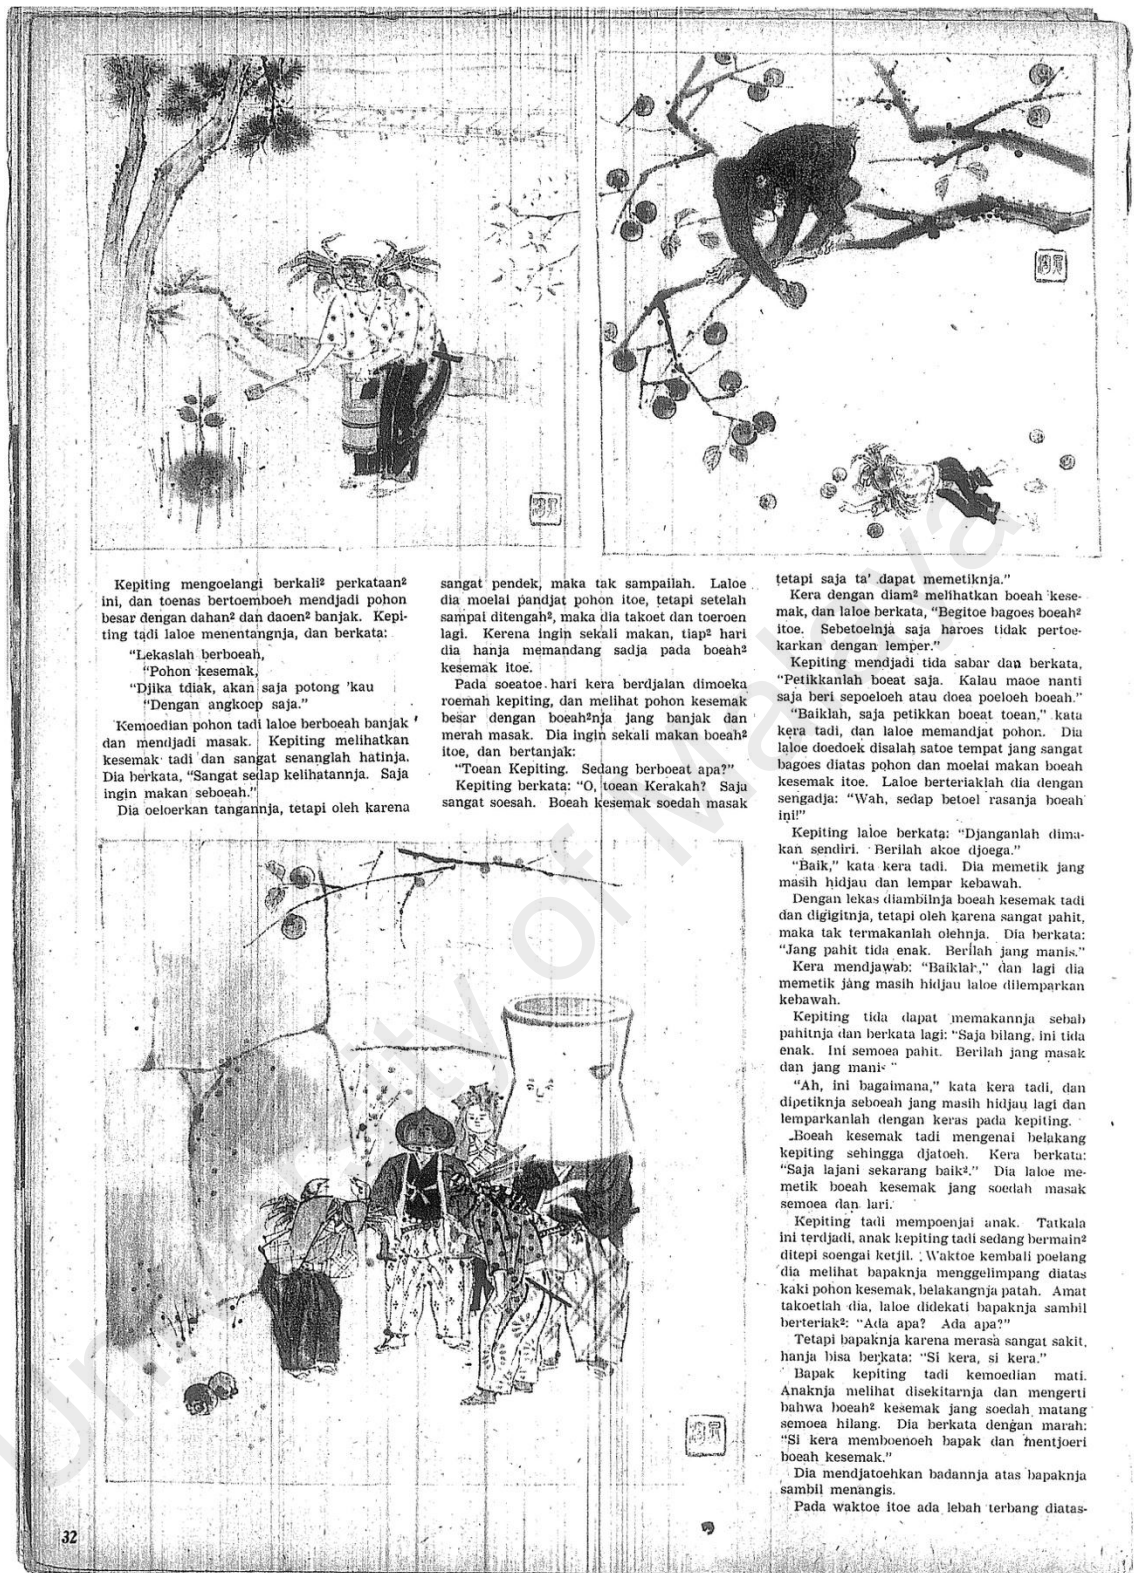 Kepiting mengoelangi berkali² perkataan²
ini, dan toenas bertoemboeh mendjadi pohon
besar dengan dahan² dan daoen² banjak. Kepi-
ting tadi laloe menentangnja, dan berkata:
"Lekaslah berboeah,
"Pohon kesemak,
"Djika tdiak, akan saja potong 'kau
"Dengan angkoep saja."
Kemoedian pohon tadi laloe berboeah banjak
dan mendjadi masak. Kepiting melihatkan
kesemak tadi dan sangat senanglah hatinja.
Dia berkata, "Sangat sedap kelihatannja. Saja
ingin makan seboeah."
Dia oeloerkan tangannja, tetapi oleh karena
sangat pendek, maka tak sampailah. Laloe
dia moelai pandjat pohon itoe, tetapi setelah
sampai ditengah², maka dia takoet dan toeroen
lagi. Kerena ingin sekali makan, tiap² hari
dia hanja memandang sadja pada boeah²
kesemak itoe.
Pada soeatoe hari kera berdjalan dimoeka
roemah kepiting, dan melihat pohon kesemak
besar dengan boeah²nja jang banjak dan
merah masak. Dia ingin sekali makan boeah²
itoe, dan bertanjak:
"Toean Kepiting. Sedang berboeat apa?"
Kepiting berkata: "O, toean Kerakah? Saja
sangat soesah. Boeah kesemak soedah masak
tetapi saja ta' dapat memetiknja."
Kera dengan diam² melihatkan boeah kese-
mak, dan laloe berkata, "Begitoe bagoes boeah²
itoe. Sebetoelnja saja haroes tidak pertoe-
karkan dengan lemper."
Kepiting mendjadi tida sabar dan berkata,
"Petikkanlah boeat saja. Kalau maoe nanti
saja beri sepoeloeh atau doea poeloeh boeah."
"Baiklah, saja petikkan boeat toean," kata
kera tadi, dan laloe memandjat pohon. Dia
laloe doedoek disalah satoe tempat jang sangat
bagoes diatas pohon dan moelai makan boeah
kesemak itoe. Laloe berteriaklah dia dengan
sengadja: "Wah, sedap betoel rasanja boeah
ini!"
Kepiting laloe berkata: "Djanganlah dima-
kan sendiri. Berilah akoe djoega."
"Baik," kata kera tadi. Dia memetik jang
masih hidjau dan lempar kebawah.
Dengan lekas diambilnja boeah kesemak tadi
dan digigitnja, tetapi oleh karena sangat pahit,
maka tak termakanlah olehnja. Dia berkata:
"Jang pahit tida enak. Berilah jang manis."
Kera mendjawab: "Baiklah," dan lagi dia
memetik jang masih hidjau laloe dilemparkan
kebawah.
Kepiting tida dapat memakannja sebab
pahitnja dan berkata lagi: "Saja bilang, ini tida
enak. Ini semoea pahit. Berilah jang masak
dan jang manis"
"Ah, ini bagaimana," kata kera tadi, dan
dipetiknja seboeah jang masih hidjau lagi dan
lemparkanlah dengan keras pada kepiting.
Boeah kesemak tadi mengenai belakang
kepiting sehingga djatoeh. Kera berkata:
"Saja lajani sekarang baik²." Dia laloe me-
metik boeah kesemak jang soedah masak
semoea dan lari.
Kepiting tadi mempoenjai anak. Tatkala
ini terdjadi, anak kepiting tadi sedang bermain²
ditepi soengai ketjil. Waktoe kembali poelang
dia melihat bapaknja menggelimpang diatas
kaki pohon kesemak, belakangnja patah. Amat
takoetlah dia, laloe didekati bapaknja sambil
berteriak²: "Ada apa? Ada apa?"
Tetapi bapaknja karena merasa sangat sakit,
hanja bisa berkata: "Si kera, si kera."
Bapak kepiting tadi kemoedian mati.
Anaknja melihat disekitarnja dan mengerti
bahwa boeah² kesemak jang soedah matang
semoea hilang. Dia berkata dengan marah:
"Si kera memboenoeh bapak dan mentjoeri
boeah kesemak."
Dia mendjatoehkan badannja atas bapaknja
sambil menangis.
Pada waktoe itoe ada lebah terbang diatas-
32
University of Malaya